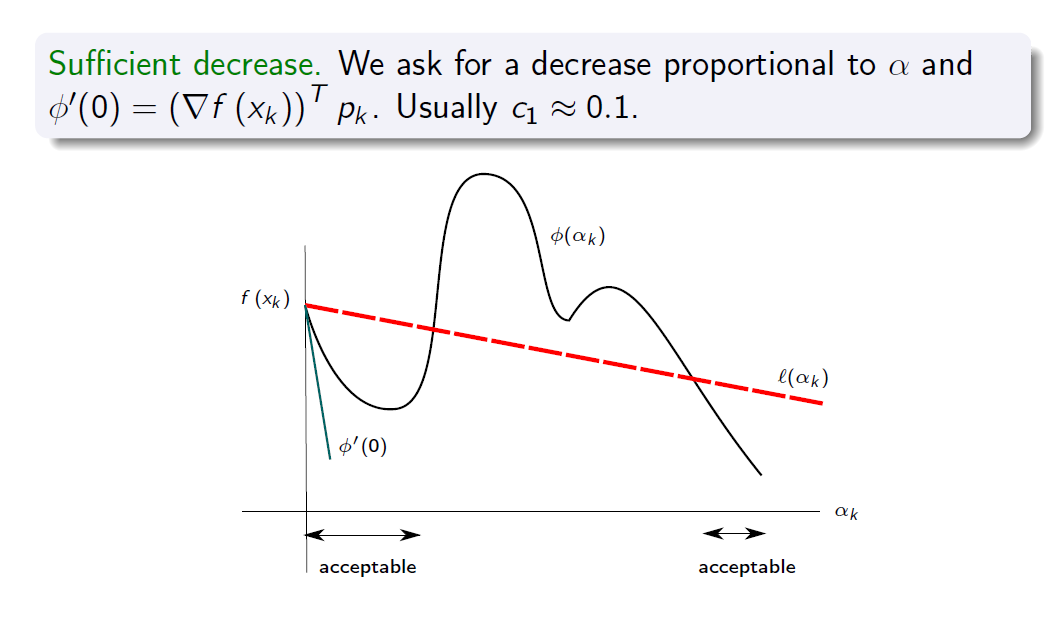 Sufficient decrease. We ask for a decrease proportional to α and
ϕ′(0) = (∇f (xₖ))ᵀ pₖ. Usually c₁ ≈ 0.1.
ϕ(αₖ)
f (xₖ)
ℓ(αₖ)
ϕ′(0)
αₖ
acceptable acceptable